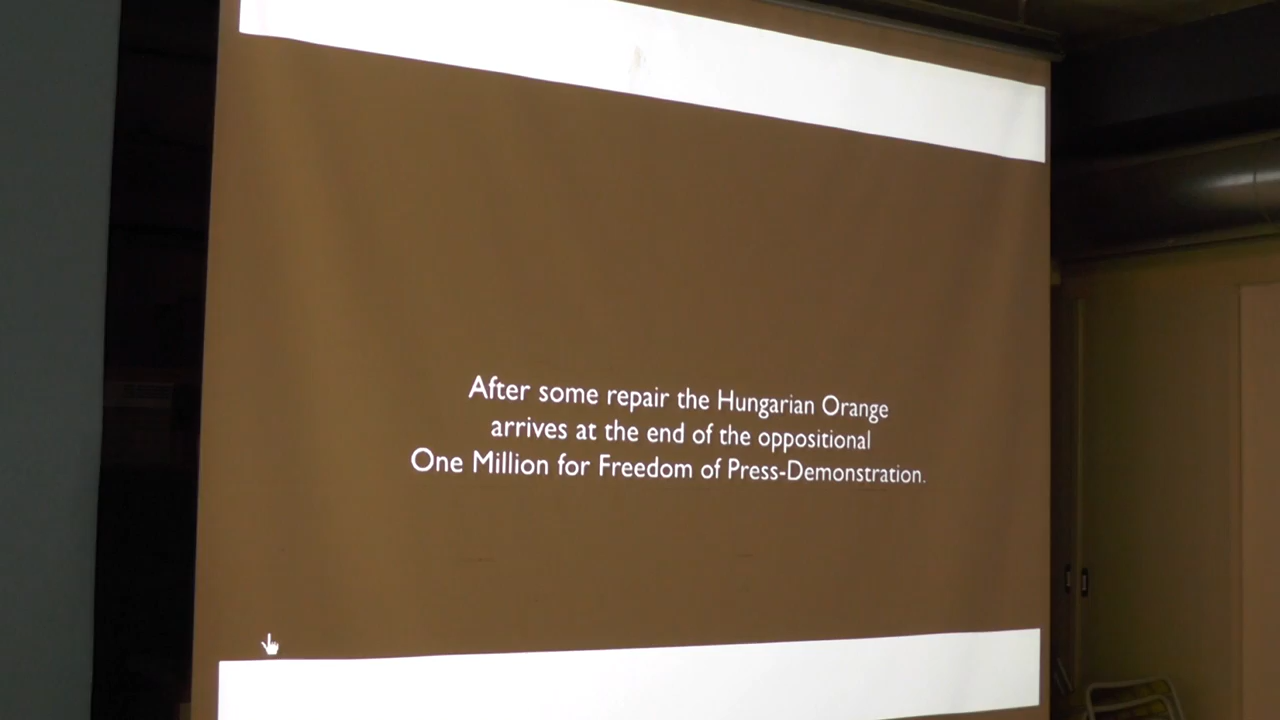 After some repair the Hungarian Orange
arrives at the end of the oppositional
One Million for Freedom of Press-Demonstration.